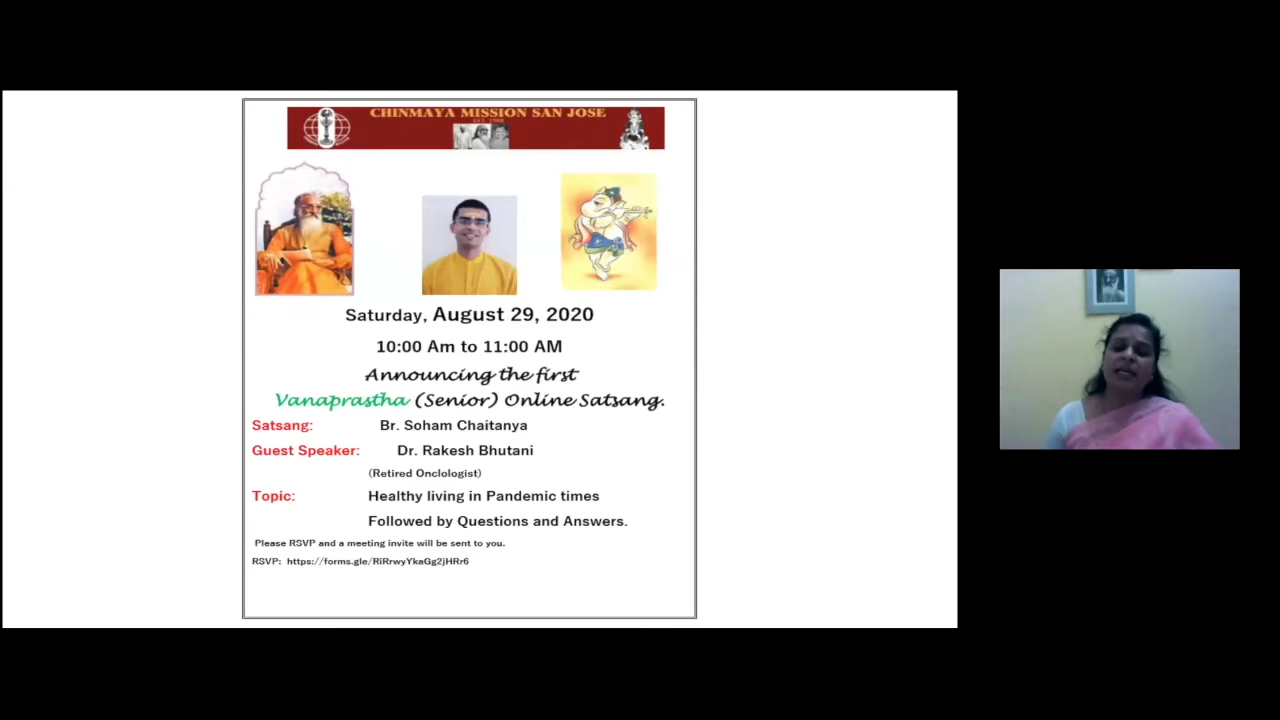 CHINMAYA MISSION SAN JOSE
EST. 1980
Saturday, August 29, 2020
10:00 Am to 11:00 AM
Announcing the first
Vanaprastha (Senior) Online Satsang.
Satsang: Br. Soham Chaitanya
Guest Speaker: Dr. Rakesh Bhutani
(Retired Onclologist)
Topic: Healthy living in Pandemic times
Followed by Questions and Answers.
Please RSVP and a meeting invite will be sent to you.
RSVP: https://forms.gle/RiRrwyYkaGg2jHRr6